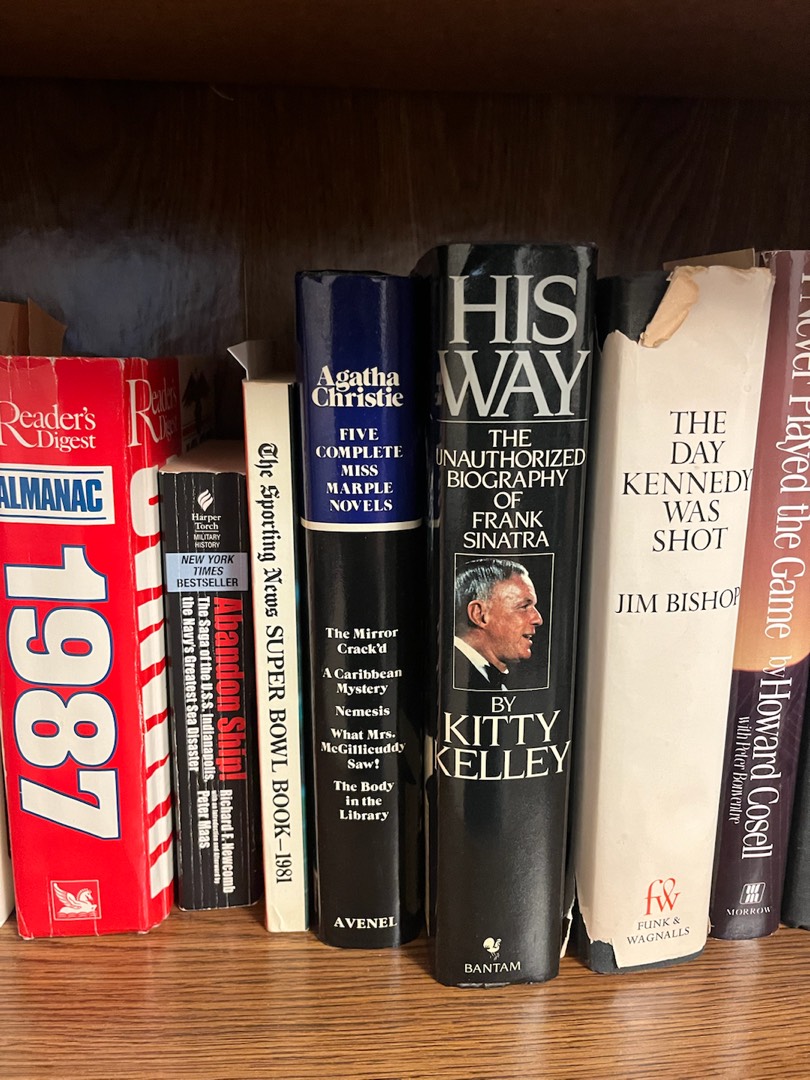 Reader's
Digest
ALMANAC
1987
Reader's
Harper
Torch
MILITARY
HISTORY
NEW YORK
TIMES
BESTSELLER
Abandon Ship!
The Saga of the U.S.S. Indianapolis,
the Navy's Greatest Sea Disaster
Richard F. Newcomb
Peter Maas
The Sporting News SUPER BOWL BOOK—1981
Agatha
Christie
FIVE
COMPLETE
MISS
MARPLE
NOVELS
The Mirror
Crack'd
A Caribbean
Mystery
Nemesis
What Mrs.
McGillicuddy
Saw!
The Body
in the
Library
AVENEL
HIS
WAY
THE
UNAUTHORIZED
BIOGRAPHY
OF
FRANK
SINATRA
BY
KITTY
KELLEY
BANTAM
THE
DAY
KENNEDY
WAS
SHOT
JIM BISHOP
fw
FUNK &
WAGNALLS
Never Played the Game by Howard Cosell
with Peter Bonventre
MORROW